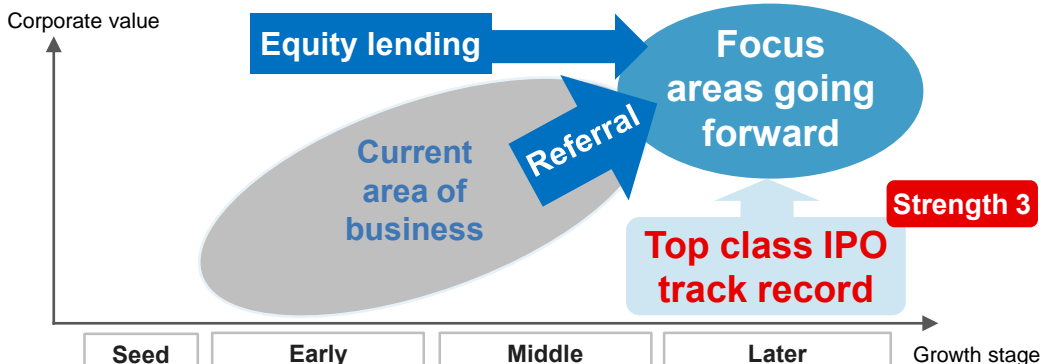 Corporate value
Equity lending
Focus
areas going
forward
Referral
Current
area of
business
Strength 3
Top class IPO
track record
Seed
Early
Middle
Later
Growth stage